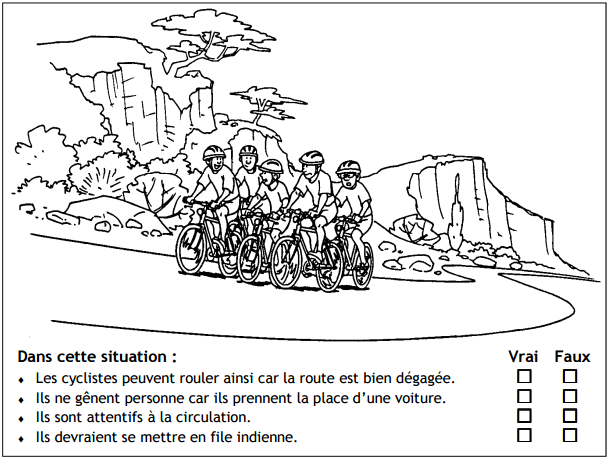 Dans cette situation : Vrai Faux
♦ Les cyclistes peuvent rouler ainsi car la route est bien dégagée. ☐ ☐
♦ Ils ne gênent personne car ils prennent la place d'une voiture. ☐ ☐
♦ Ils sont attentifs à la circulation. ☐ ☐
♦ Ils devraient se mettre en file indienne. ☐ ☐